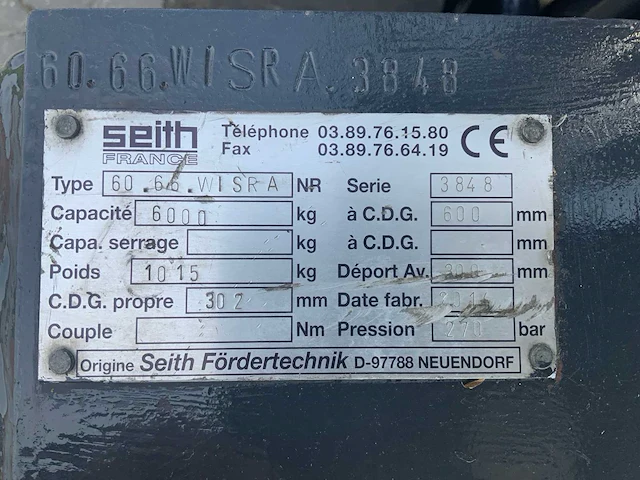 60.66.WISRA.3848
Seith FRANCE Téléphone 03.89.76.15.80 CE
Fax 03.89.76.64.19
Type 60.66.WISRA NR Serie 3848
Capacité 6000 kg à C.D.G. 600 mm
Capa. serrage kg à C.D.G. mm
Poids 1015 kg Déport Av. mm
C.D.G. propre 302 mm Date fabr.
Couple Nm Pression 270 bar
Origine Seith Fördertechnik D-97788 NEUENDORF